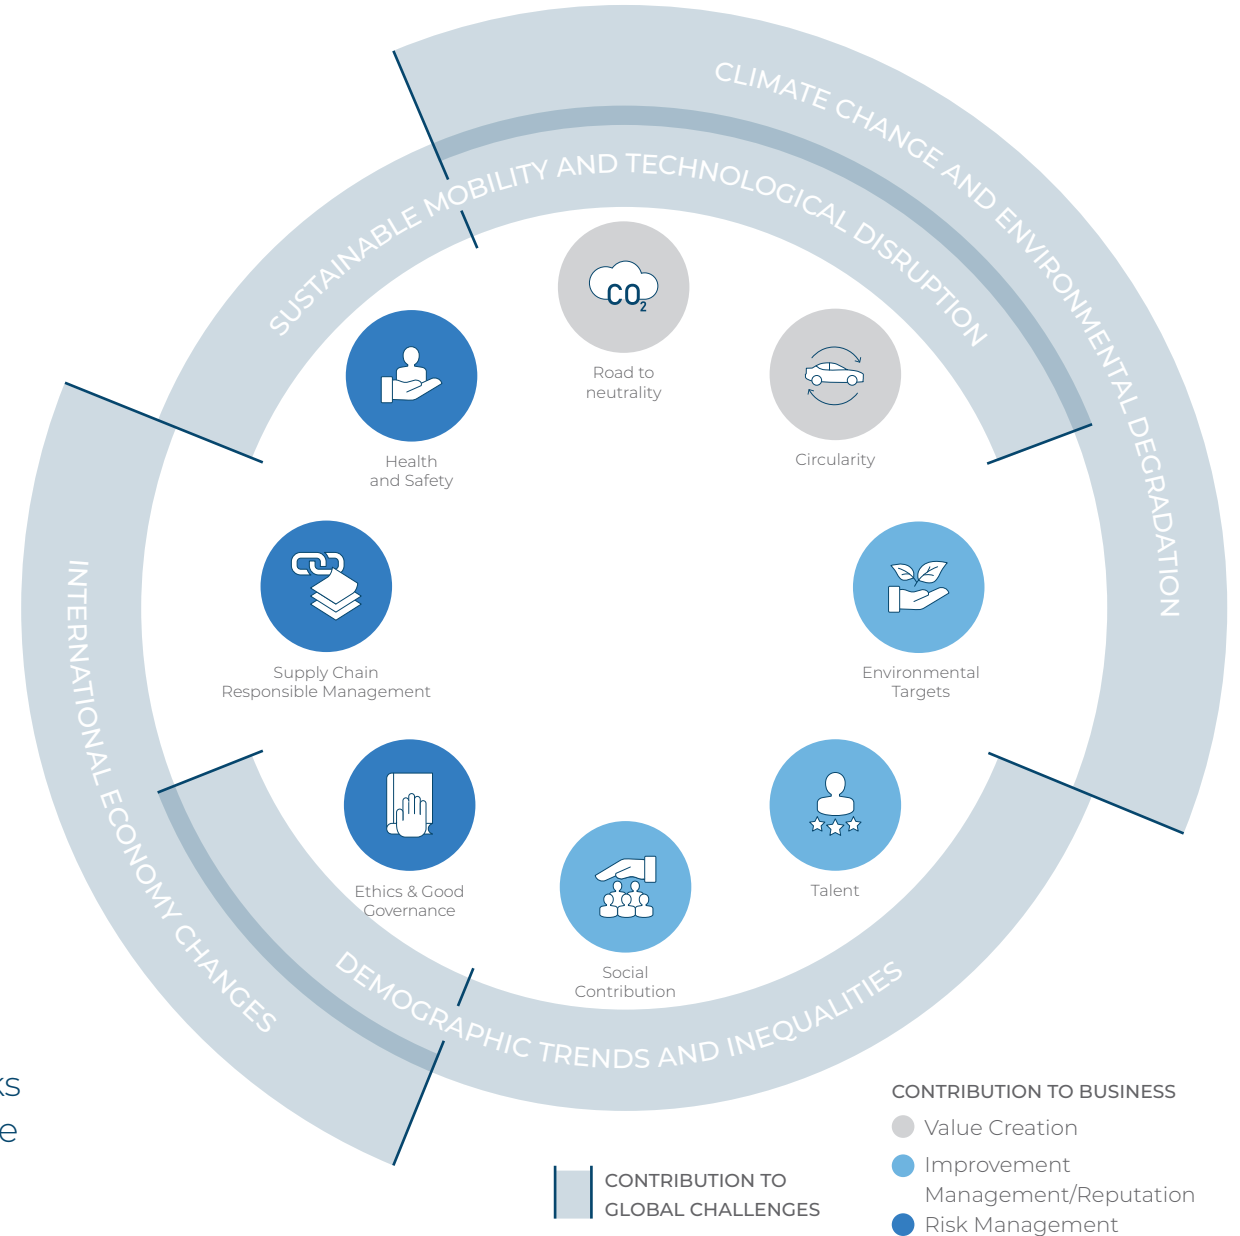 CLIMATE CHANGE AND ENVIRONMENTAL DEGRADATION
SUSTAINABLE MOBILITY AND TECHNOLOGICAL DISRUPTION
CO2
Road to
neutrality
Health
and Safety
Circularity
Supply Chain
Responsible Management
Environmental
Targets
INTERNATIONAL ECONOMY CHANGES
Ethics & Good
Governance
Talent
Social
Contribution
DEMOGRAPHIC TRENDS AND INEQUALITIES
CONTRIBUTION TO
GLOBAL CHALLENGES
CONTRIBUTION TO BUSINESS
Value Creation
Improvement
Management/Reputation
Risk Management